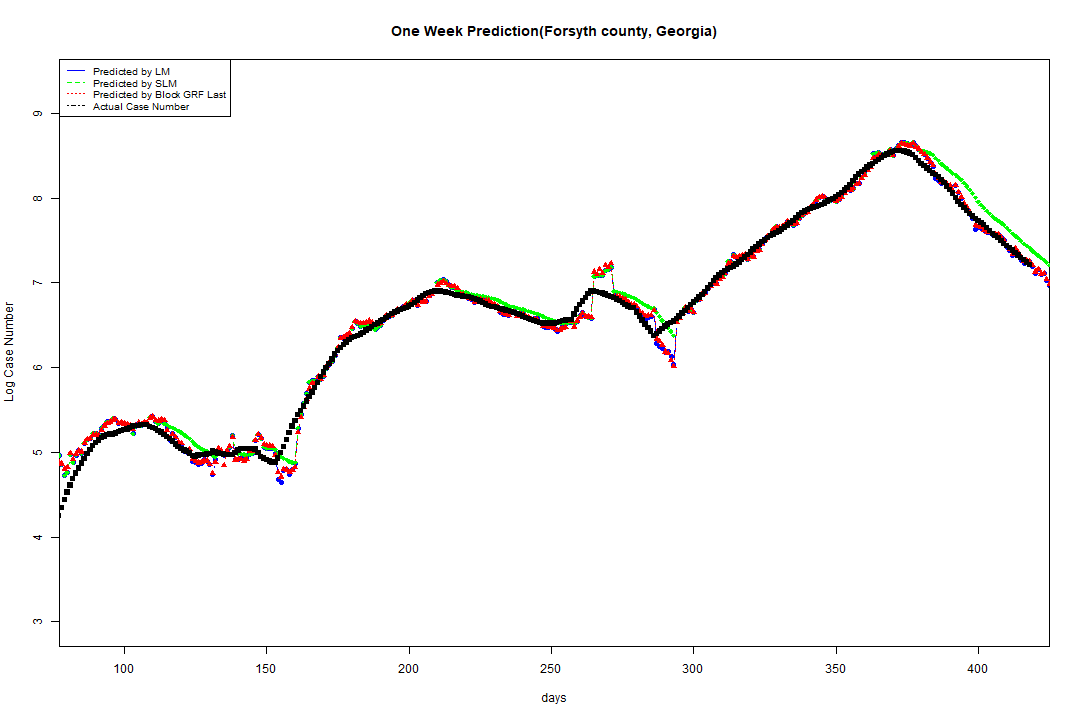 One Week Prediction(Forsyth county, Georgia)
Predicted by LM
Predicted by SLM
Predicted by Block GRF Last
Actual Case Number
9
8
7
6
5
4
3
Log Case Number
100 150 200 250 300 350 400
days